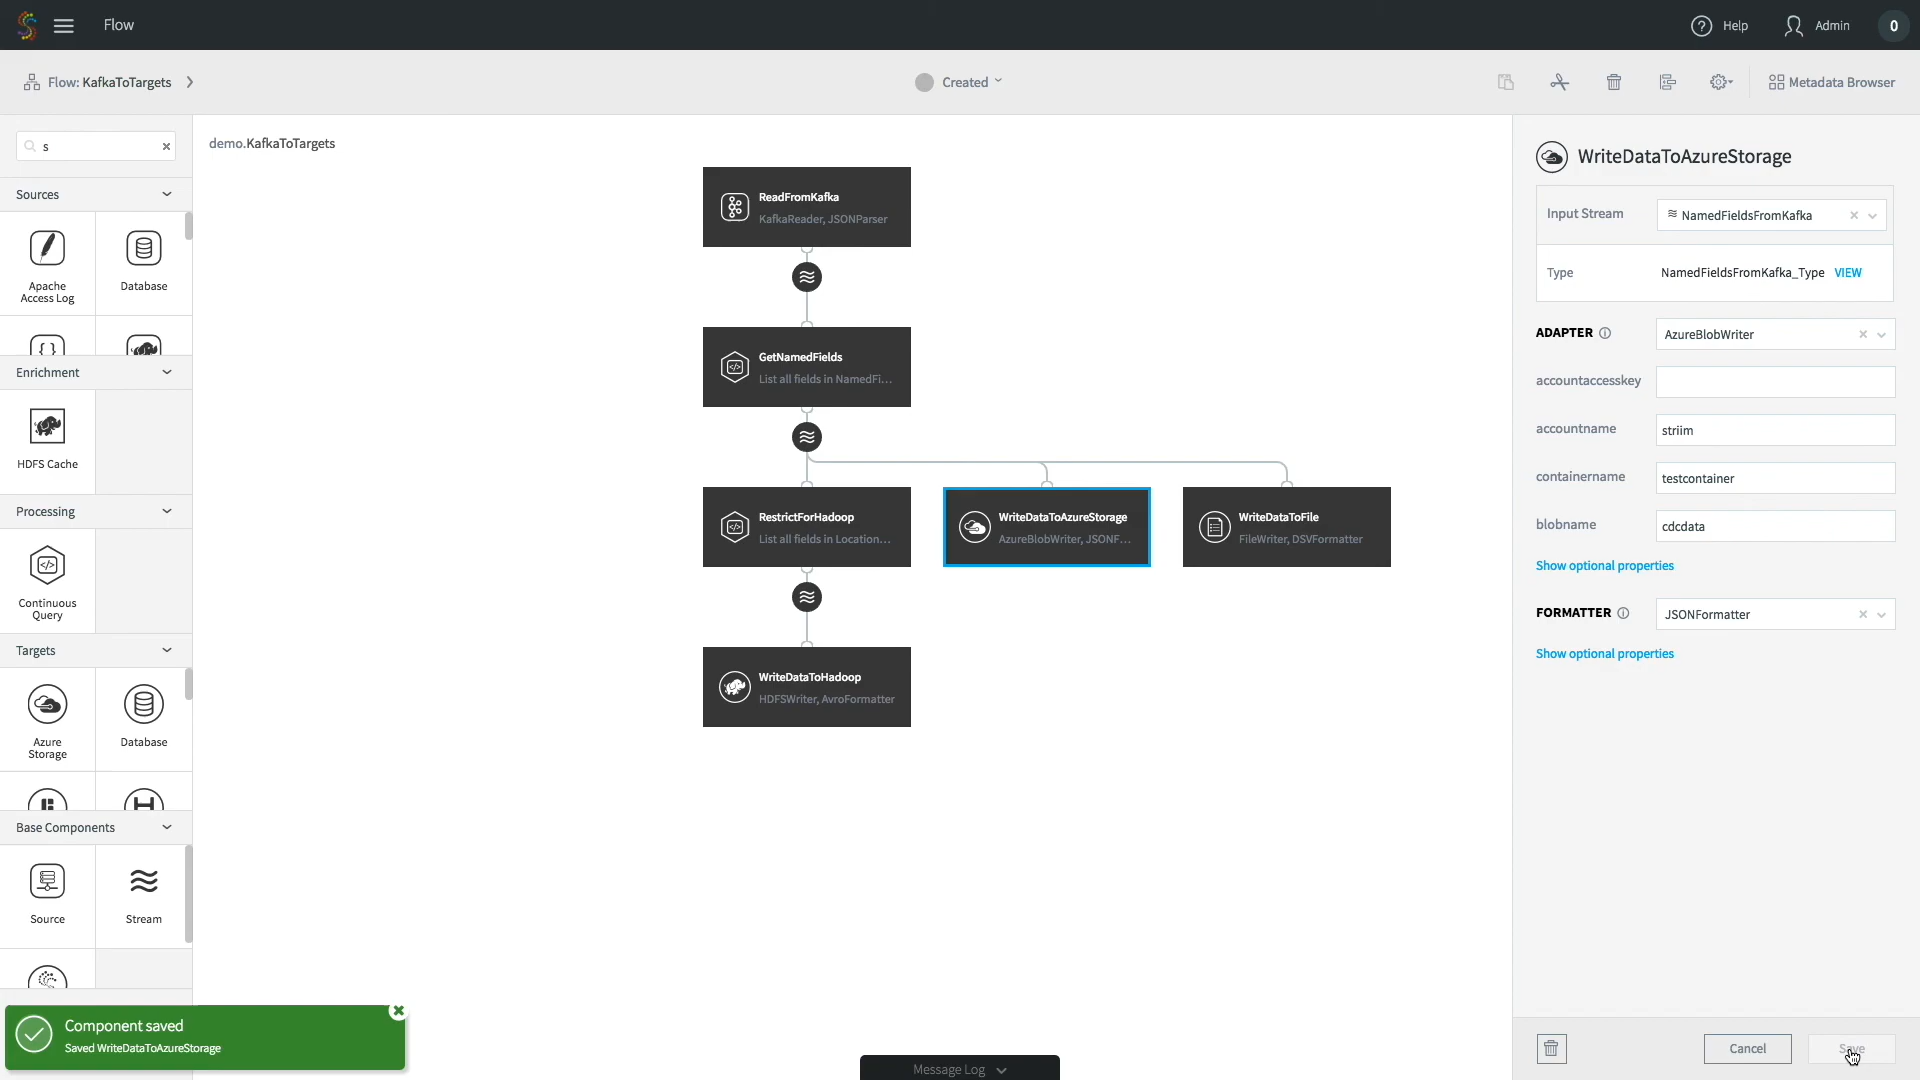 Flow
Help
Admin
0
Flow: KafkaToTargets
Created
Metadata Browser
s
Sources
Apache
Access Log
Database
Enrichment
HDFS Cache
Processing
Continuous
Query
Targets
Azure
Storage
Database
Base Components
Source
Stream
Component saved
Saved WriteDataToAzureStorage
demo.KafkaToTargets
ReadFromKafka
KafkaReader, JSONParser
GetNamedFields
List all fields in NamedFi...
RestrictForHadoop
List all fields in Location...
WriteDataToAzureStorage
AzureBlobWriter, JSONF...
WriteDataToFile
FileWriter, DSVFormatter
WriteDataToHadoop
HDFSWriter, AvroFormatter
Message Log
WriteDataToAzureStorage
Input Stream
NamedFieldsFromKafka
Type
NamedFieldsFromKafka_Type VIEW
ADAPTER
AzureBlobWriter
accountaccesskey
accountname
striim
containername
testcontainer
blobname
cdcdata
Show optional properties
FORMATTER
JSONFormatter
Show optional properties
Cancel
Save